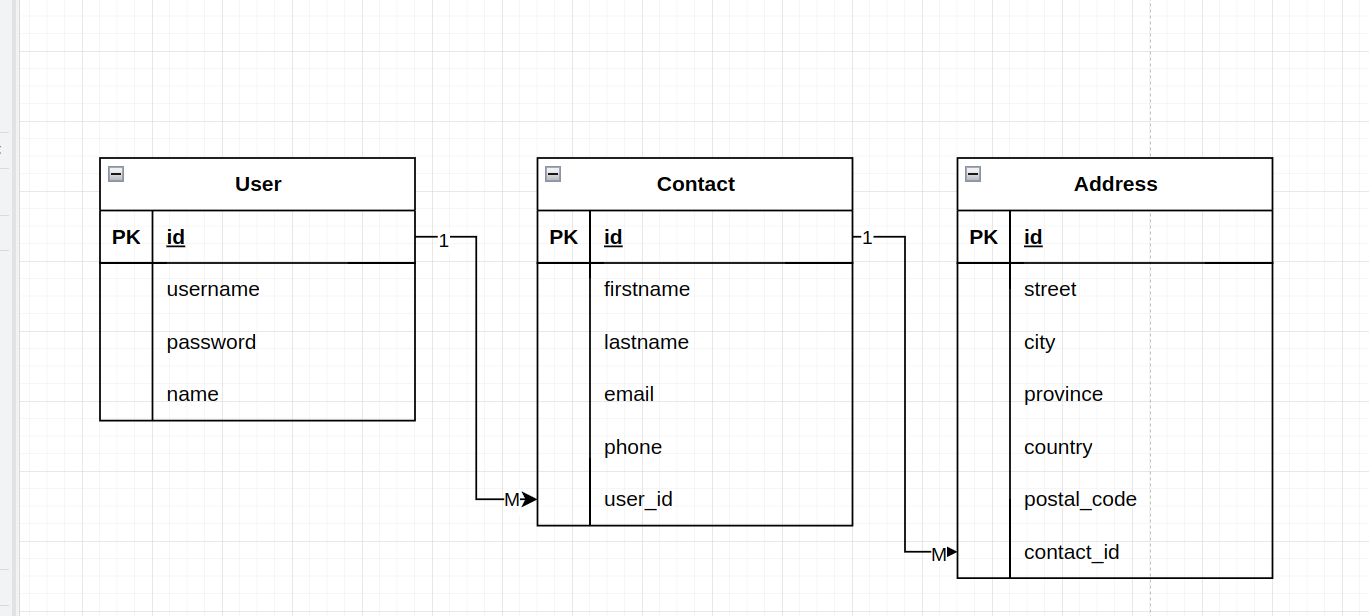 User
PK id
username
password
name
1
M
Contact
PK id
firstname
lastname
email
phone
user_id
1
M
Address
PK id
street
city
province
country
postal_code
contact_id